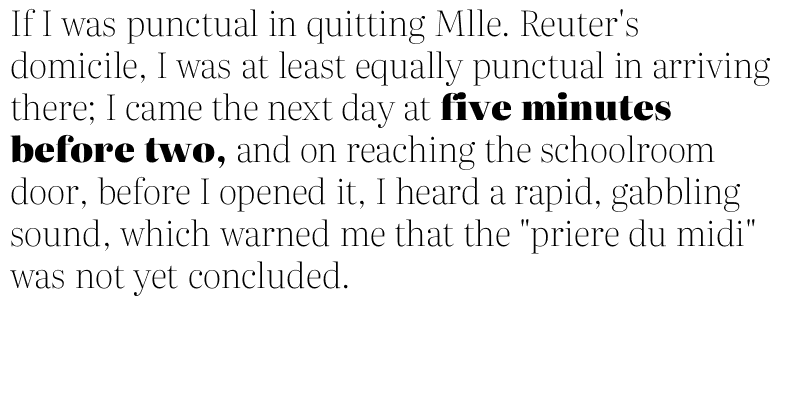 If I was punctual in quitting Mlle. Reuter's
domicile, I was at least equally punctual in arriving
there; I came the next day at five minutes
before two, and on reaching the schoolroom
door, before I opened it, I heard a rapid, gabbling
sound, which warned me that the "priere du midi"
was not yet concluded.